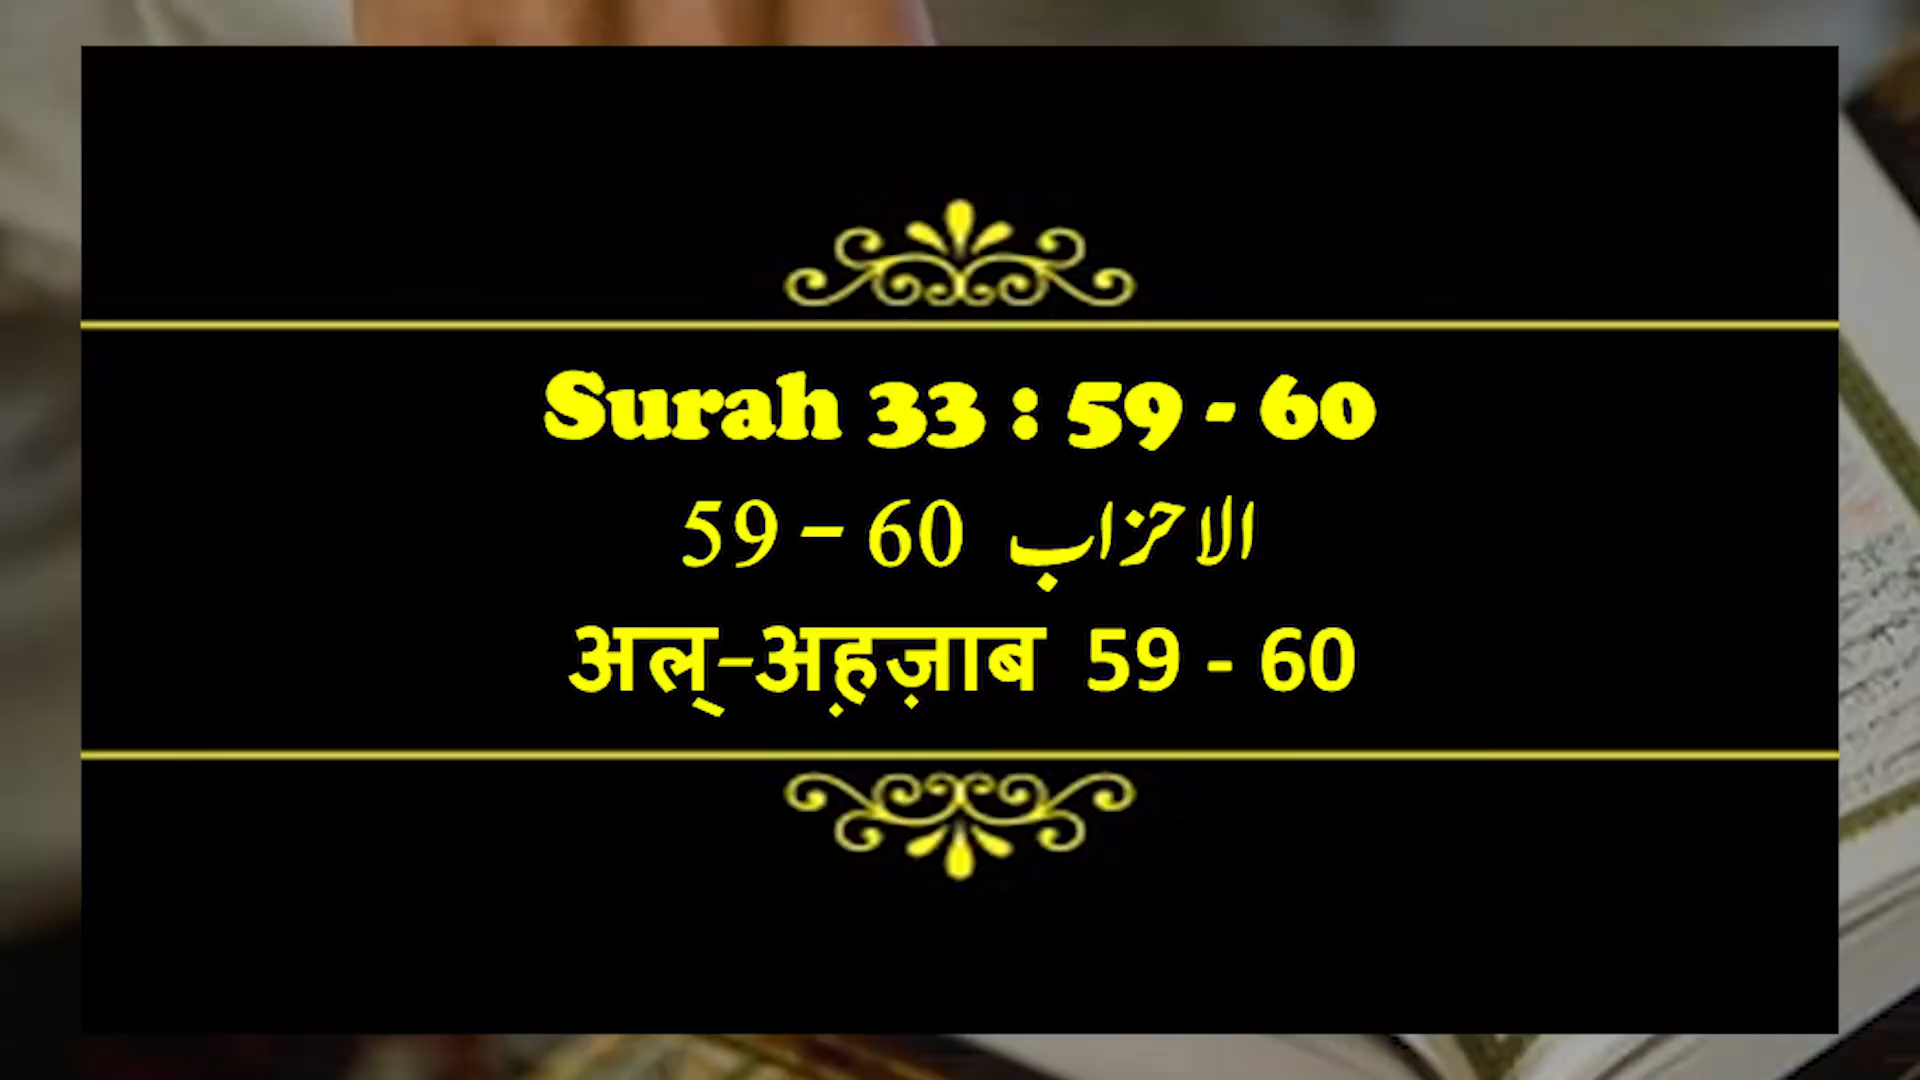 Surah 33 : 59 - 60
الاحزاب 60 – 59
अल्-अह़ज़ाब 59 - 60